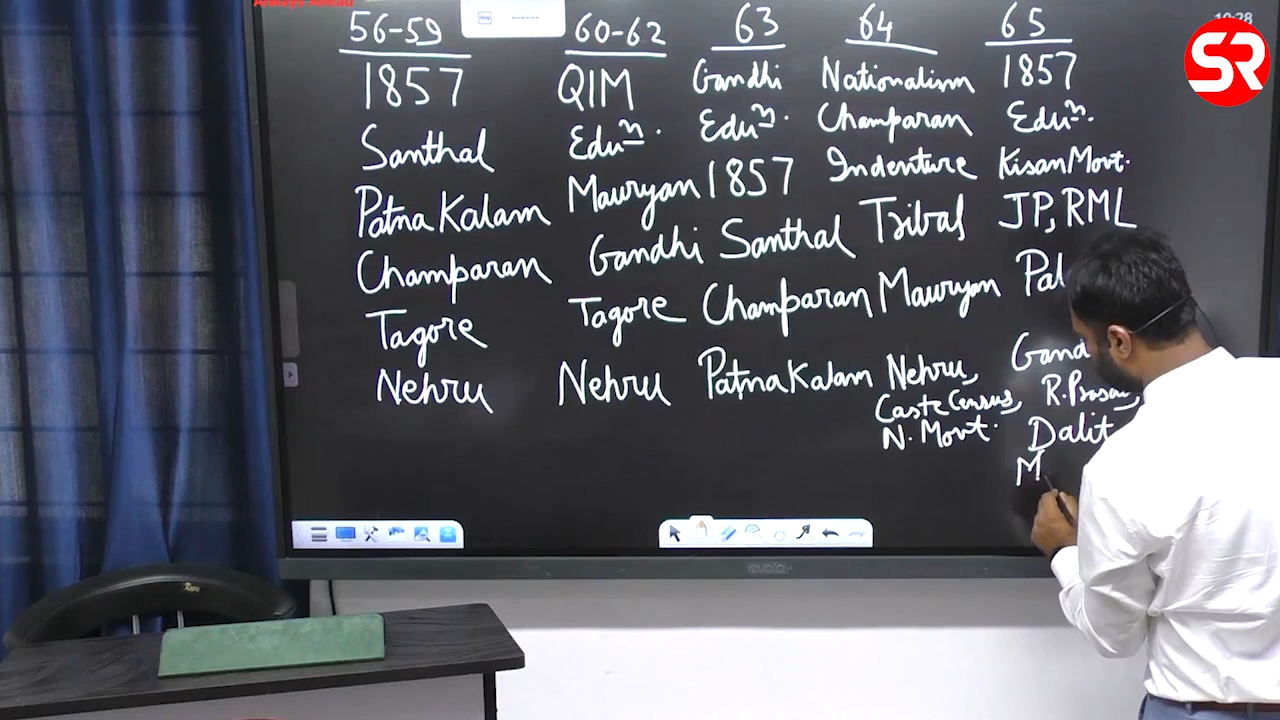 56-59 60-62 63 64 65
1857 QIM Gandhi Nationalism 1857
Santhal Eduⁿ. Eduⁿ. Champaran Eduⁿ.
Patna Kalam Mauryan 1857 Indenture Kisan Movt.
Champaran Gandhi Santhal Tribal JP, RML
Tagore Tagore Champaran Mauryan Pal
Nehru Nehru Patna Kalam Nehru, Gand
Caste Census, R.Prasad,
N. Movt. Dalit
M
SR